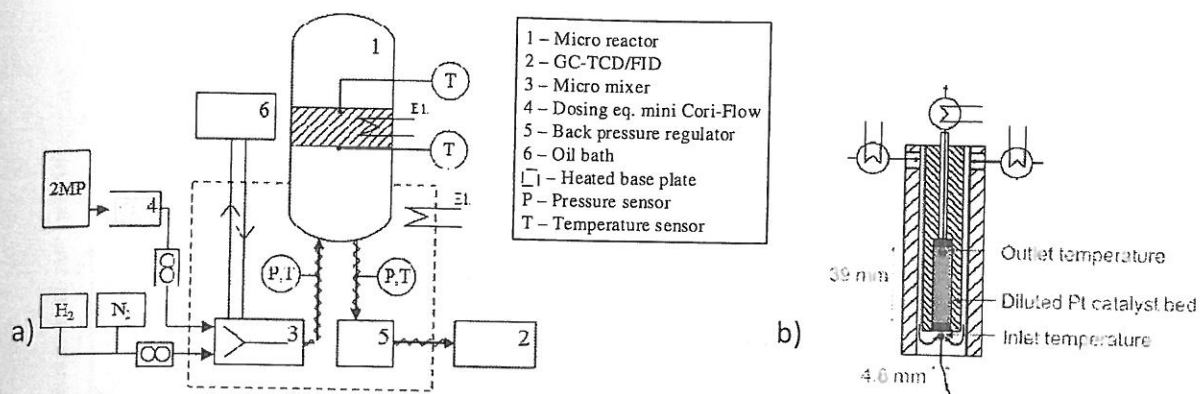 1
T
El.
T
El.
6
2MP
4
P,T
P,T
H₂
N₂
3
5
2
a)
1 – Micro reactor
2 – GC-TCD/FID
3 – Micro mixer
4 – Dosing eq. mini Cori-Flow
5 – Back pressure regulator
6 – Oil bath
– Heated base plate
P – Pressure sensor
T – Temperature sensor
b)
39 mm
Outlet temperature
Diluted Pt catalyst bed
Inlet temperature
4.6 mm